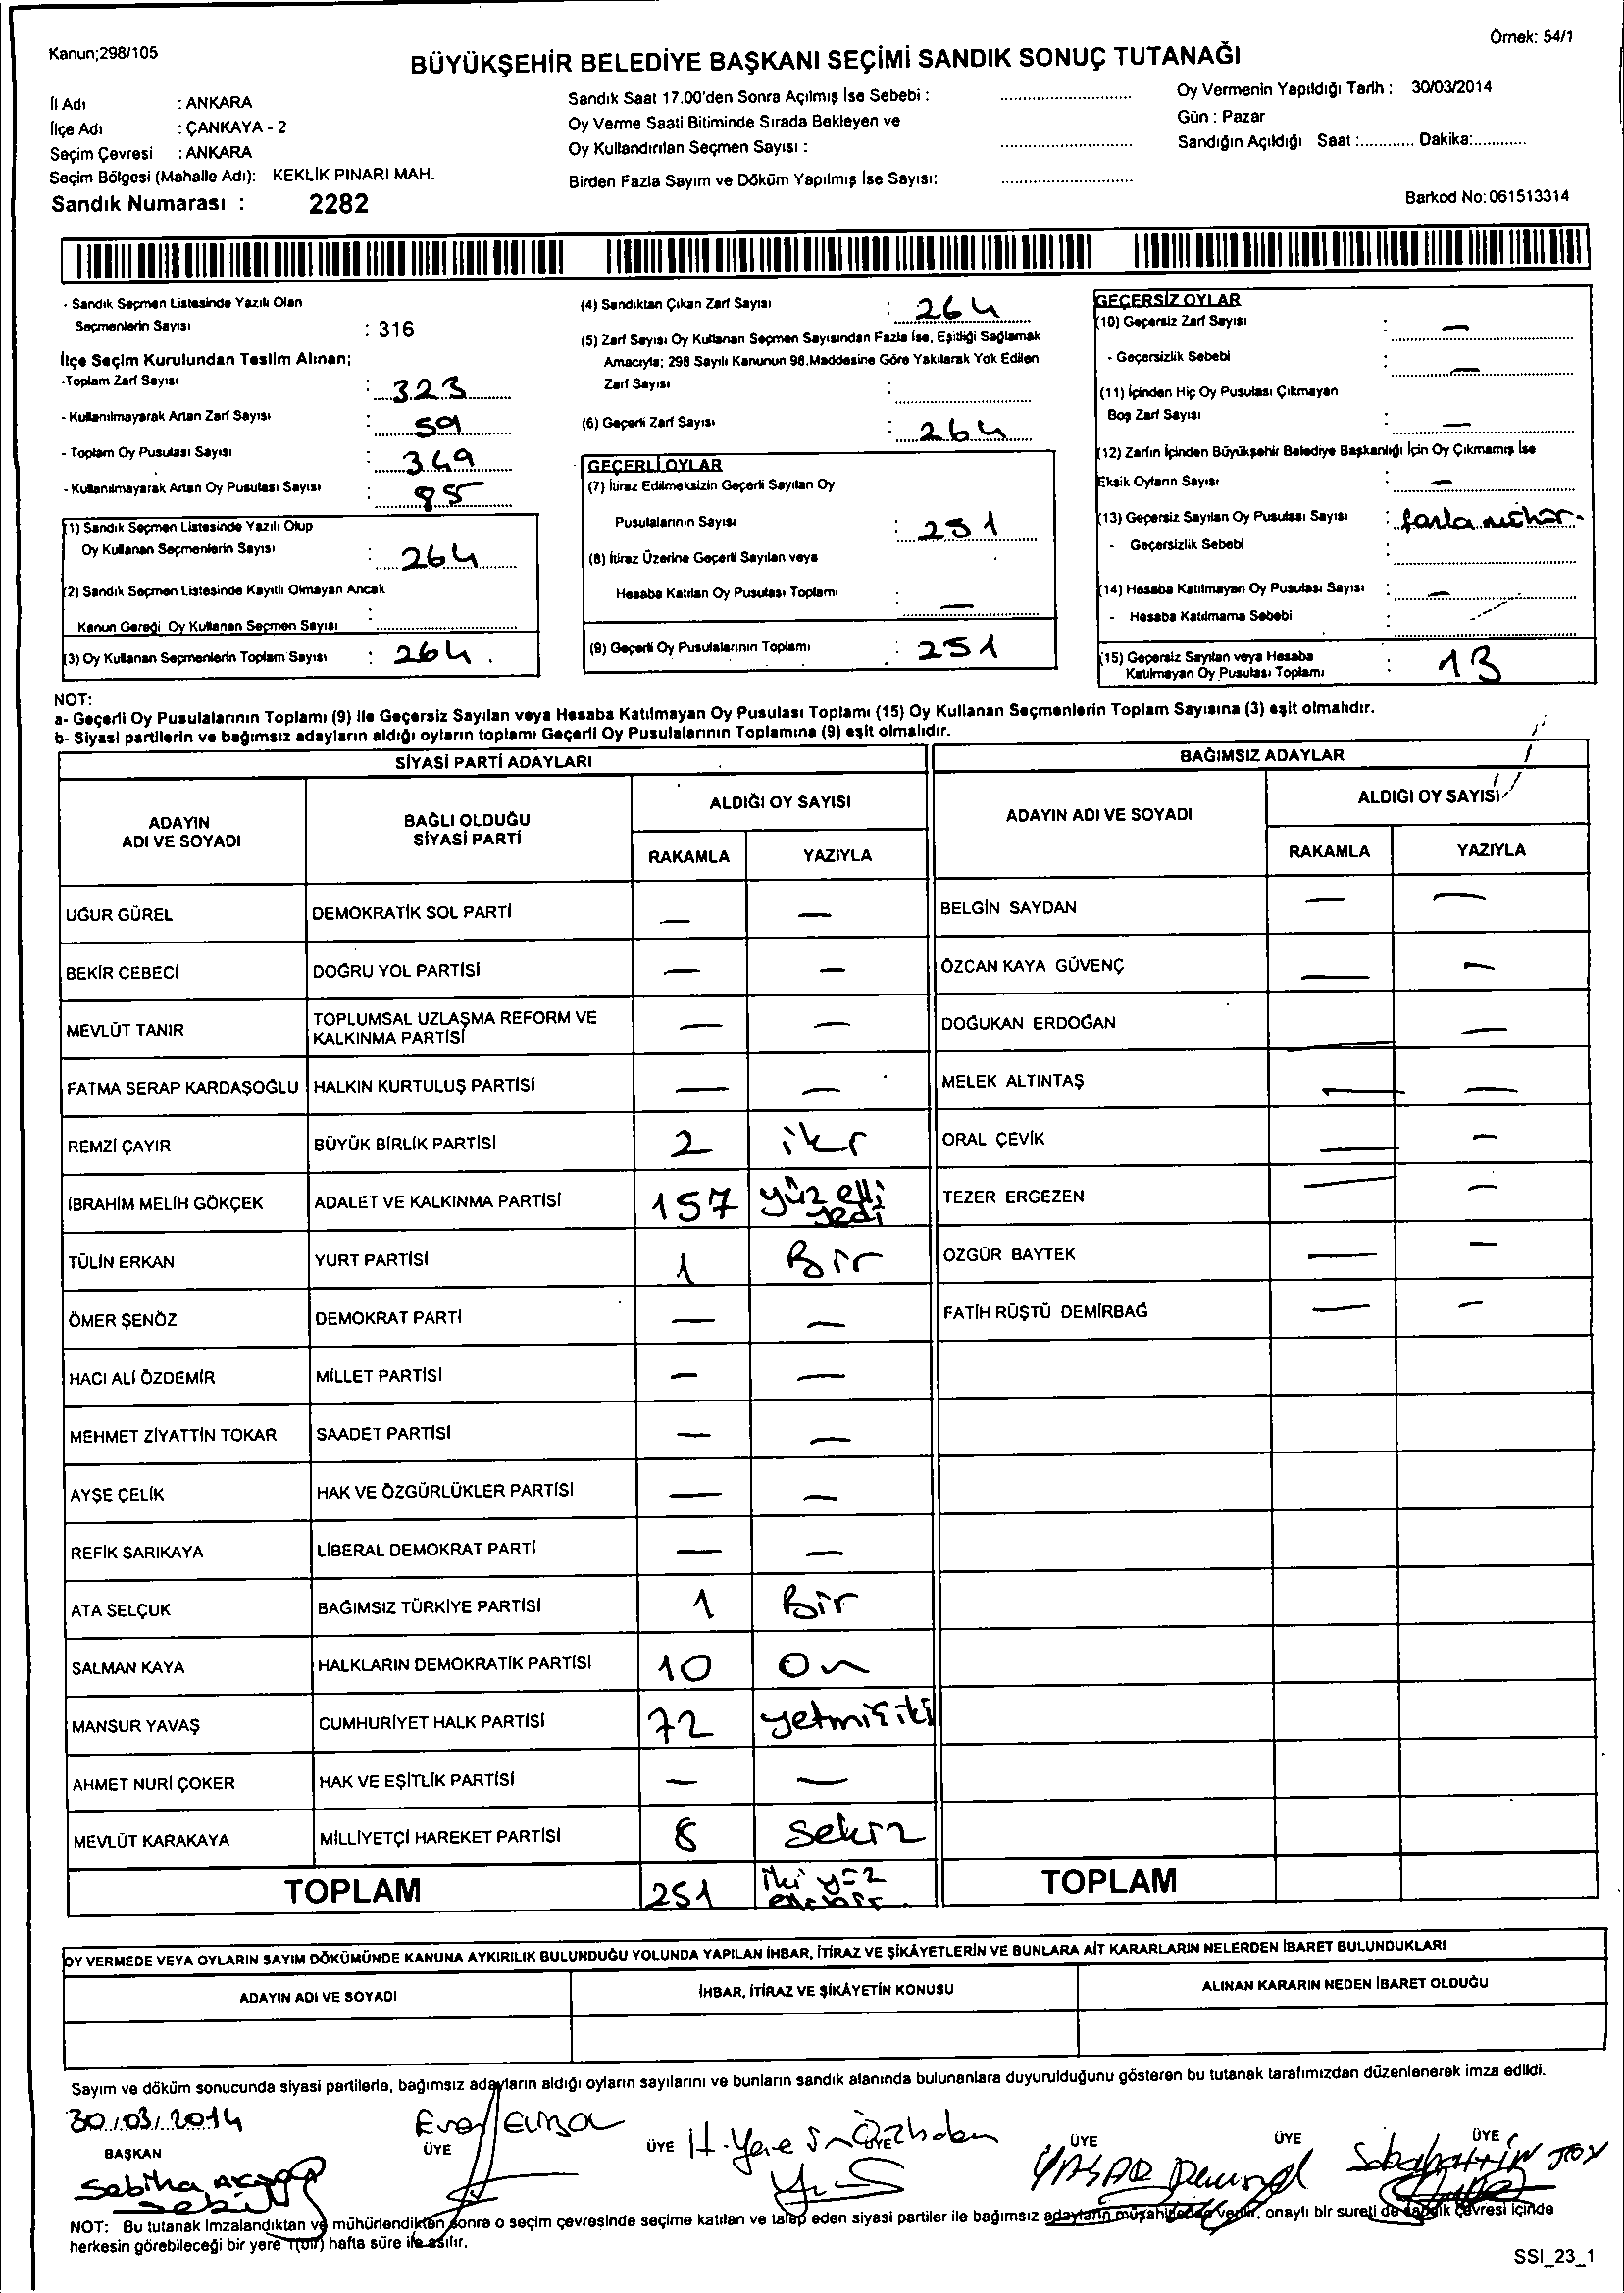 Kanun;298/105
Örnek: 54/1
BÜYÜKŞEHİR BELEDİYE BAŞKANI SEÇİMİ SANDIK SONUÇ TUTANAĞI
İl Adı : ANKARA
İlçe Adı : ÇANKAYA - 2
Seçim Çevresi : ANKARA
Seçim Bölgesi (Mahalle Adı): KEKLİK PINARI MAH.
Sandık Numarası : 2282
Sandık Saat 17.00'den Sonra Açılmış İse Sebebi :
Oy Verme Saati Bitiminde Sırada Bekleyen ve
Oy Kullandırılan Seçmen Sayısı :
Birden Fazla Sayım ve Döküm Yapılmış İse Sayısı:
Oy Vermenin Yapıldığı Tarih : 30/03/2014
Gün : Pazar
Sandığın Açıldığı Saat :............ Dakika:............
Barkod No:061513314
- Sandık Seçmen Listesinde Yazılı Olan
Seçmenlerin Sayısı : 316
İlçe Seçim Kurulundan Teslim Alınan;
-Toplam Zarf Sayısı : 323
- Kullanılmayarak Artan Zarf Sayısı : 59
- Toplam Oy Pusulası Sayısı : 349
- Kullanılmayarak Artan Oy Pusulası Sayısı : 85
(1) Sandık Seçmen Listesinde Yazılı Olup
Oy Kullanan Seçmenlerin Sayısı : 264
(2) Sandık Seçmen Listesinde Kayıtlı Olmayan Ancak
Kanun Gereği Oy Kullanan Seçmen Sayısı :
(3) Oy Kullanan Seçmenlerin Toplam Sayısı : 264
(4) Sandıktan Çıkan Zarf Sayısı : 264
(5) Zarf Sayısı Oy Kullanan Seçmen Sayısından Fazla İse, Eşitliği Sağlamak
Amacıyla; 298 Sayılı Kanunun 98.Maddesine Göre Yakılarak Yok Edilen
Zarf Sayısı :
(6) Geçerli Zarf Sayısı : 264
GEÇERLİ OYLAR
(7) İtiraz Edilmeksizin Geçerli Sayılan Oy
Pusulalarının Sayısı : 251
(8) İtiraz Üzerine Geçerli Sayılan veya
Hesaba Katılan Oy Pusulası Toplamı : —
(9) Geçerli Oy Pusulalarının Toplamı : 251
GEÇERSİZ OYLAR
(10) Geçersiz Zarf Sayısı : —
- Geçersizlik Sebebi : —
(11) İçinden Hiç Oy Pusulası Çıkmayan
Boş Zarf Sayısı : —
(12) Zarfın İçinden Büyükşehir Belediye Başkanlığı İçin Oy Çıkmamış İse
Eksik Oyların Sayısı : —
(13) Geçersiz Sayılan Oy Pusulası Sayısı : fazla mühür.
- Geçersizlik Sebebi :
(14) Hesaba Katılmayan Oy Pusulası Sayısı : —
- Hesaba Katılmama Sebebi :
(15) Geçersiz Sayılan veya Hesaba
Katılmayan Oy Pusulası Toplamı : 13
NOT:
a- Geçerli Oy Pusulalarının Toplamı (9) ile Geçersiz Sayılan veya Hesaba Katılmayan Oy Pusulası Toplamı (15) Oy Kullanan Seçmenlerin Toplam Sayısına (3) eşit olmalıdır.
b- Siyasi partilerin ve bağımsız adayların aldığı oyların toplamı Geçerli Oy Pusulalarının Toplamına (9) eşit olmalıdır.
SİYASİ PARTİ ADAYLARI
ADAYIN ADI VE SOYADI
BAĞLI OLDUĞU SİYASİ PARTİ
ALDIĞI OY SAYISI
RAKAMLA YAZIYLA
UĞUR GÜREL DEMOKRATİK SOL PARTİ — —
BEKİR CEBECİ DOĞRU YOL PARTİSİ — —
MEVLÜT TANIR TOPLUMSAL UZLAŞMA REFORM VE KALKINMA PARTİSİ — —
FATMA SERAP KARDAŞOĞLU HALKIN KURTULUŞ PARTİSİ — —
REMZİ ÇAYIR BÜYÜK BİRLİK PARTİSİ 2 iki
İBRAHİM MELİH GÖKÇEK ADALET VE KALKINMA PARTİSİ 157 yüz elli yedi
TÜLİN ERKAN YURT PARTİSİ 1 Bir
ÖMER ŞENÖZ DEMOKRAT PARTİ — —
HACI ALİ ÖZDEMİR MİLLET PARTİSİ — —
MEHMET ZİYATTİN TOKAR SAADET PARTİSİ — —
AYŞE ÇELİK HAK VE ÖZGÜRLÜKLER PARTİSİ — —
REFİK SARIKAYA LİBERAL DEMOKRAT PARTİ — —
ATA SELÇUK BAĞIMSIZ TÜRKİYE PARTİSİ 1 Bir
SALMAN KAYA HALKLARIN DEMOKRATİK PARTİSİ 10 On
MANSUR YAVAŞ CUMHURİYET HALK PARTİSİ 72 yetmişiki
AHMET NURİ ÇOKER HAK VE EŞİTLİK PARTİSİ — —
MEVLÜT KARAKAYA MİLLİYETÇİ HAREKET PARTİSİ 8 Sekiz
TOPLAM 251 iki yüz
BAĞIMSIZ ADAYLAR
ADAYIN ADI VE SOYADI
ALDIĞI OY SAYISI
RAKAMLA YAZIYLA
BELGİN SAYDAN — —
ÖZCAN KAYA GÜVENÇ — —
DOĞUKAN ERDOĞAN — —
MELEK ALTINTAŞ — —
ORAL ÇEVİK — —
TEZER ERGEZEN — —
ÖZGÜR BAYTEK — —
FATİH RÜŞTÜ DEMİRBAĞ — —
TOPLAM
OY VERMEDE VEYA OYLARIN SAYIM DÖKÜMÜNDE KANUNA AYKIRILIK BULUNDUĞU YOLUNDA YAPILAN İHBAR, İTİRAZ VE ŞİKÂYETLERİN VE BUNLARA AİT KARARLARIN NELERDEN İBARET BULUNDUKLARI
ADAYIN ADI VE SOYADI
İHBAR, İTİRAZ VE ŞİKÂYETİN KONUSU
ALINAN KARARIN NEDEN İBARET OLDUĞU
Sayım ve döküm sonucunda siyasi partilerle, bağımsız adayların aldığı oyların sayılarını ve bunların sandık alanında bulunanlara duyurulduğunu gösteren bu tutanak tarafımızdan düzenlenerek imza edildi.
30/03/2014
BAŞKAN ÜYE ÜYE ÜYE ÜYE ÜYE ÜYE
Sabiha
NOT: Bu tutanak imzalandıktan ve mühürlendikten sonra o seçim çevresinde seçime katılan ve talep eden siyasi partiler ile bağımsız adayların müşahidlerine verilir, onaylı bir sureti de sandık çevresi içinde
herkesin görebileceği bir yere 1(bir) hafta süre ile asılır.
SSI_23_1